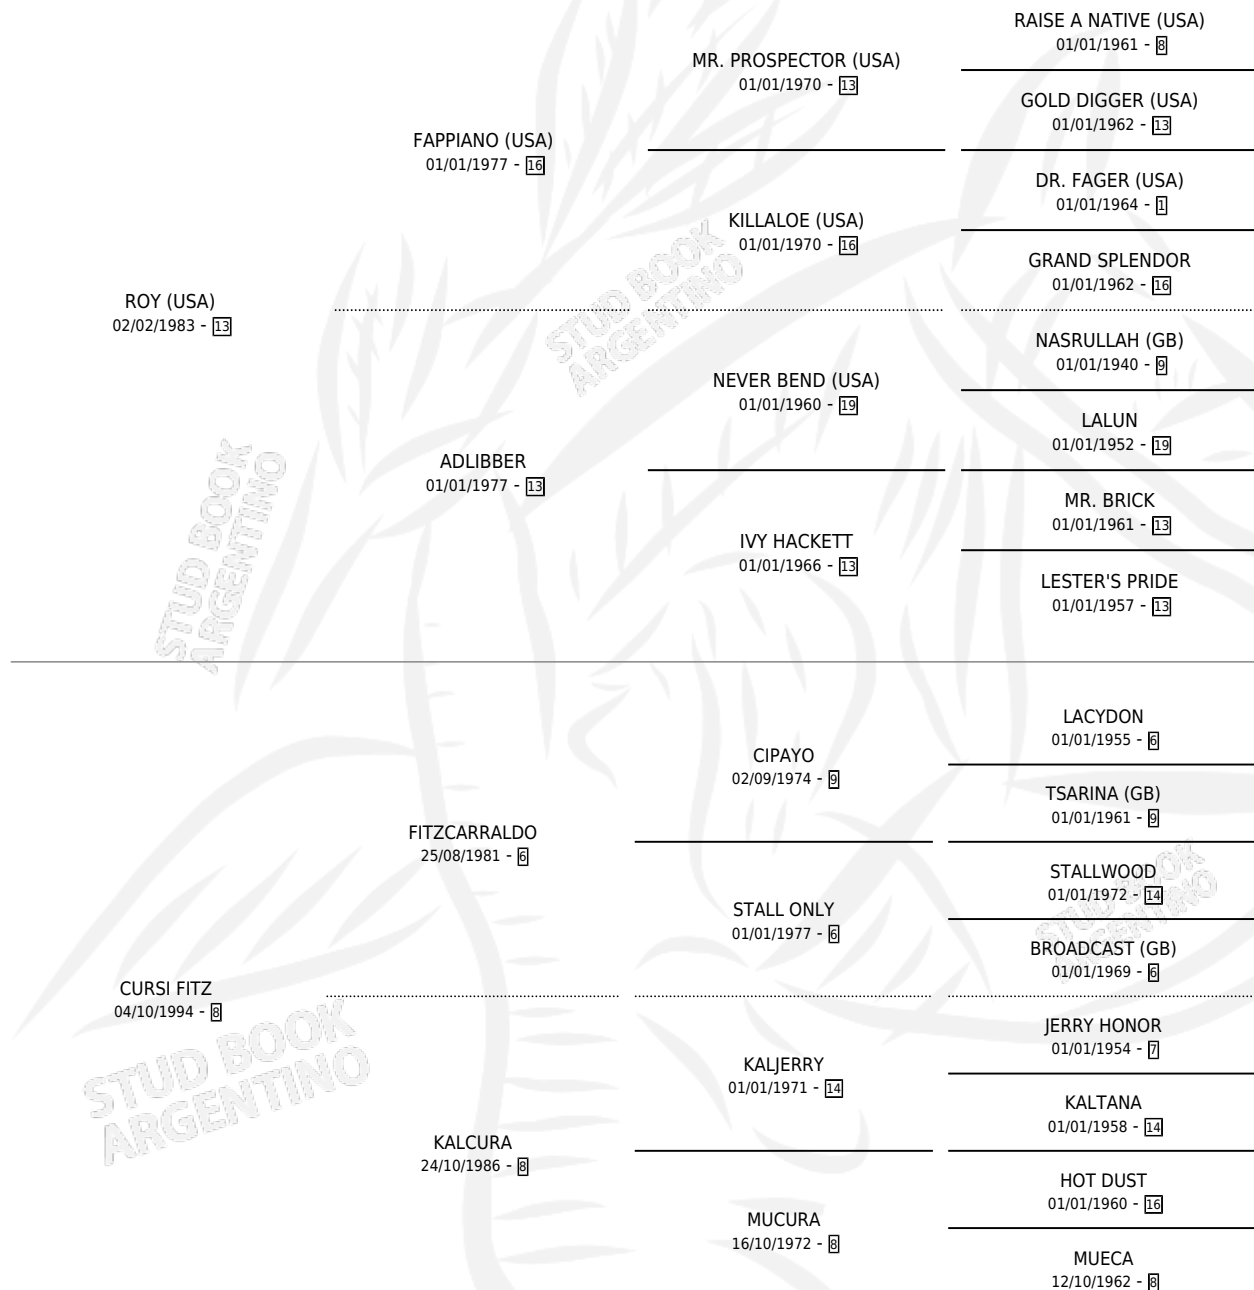 RAISE A NATIVE (USA)
01/01/1961 - 8
MR. PROSPECTOR (USA)
01/01/1970 - 13
GOLD DIGGER (USA)
01/01/1962 - 13
FAPPIANO (USA)
01/01/1977 - 16
DR. FAGER (USA)
01/01/1964 - 1
KILLALOE (USA)
01/01/1970 - 16
GRAND SPLENDOR
01/01/1962 - 16
ROY (USA)
02/02/1983 - 13
NASRULLAH (GB)
01/01/1940 - 9
NEVER BEND (USA)
01/01/1960 - 19
LALUN
01/01/1952 - 19
ADLIBBER
01/01/1977 - 13
MR. BRICK
01/01/1961 - 13
IVY HACKETT
01/01/1966 - 13
LESTER'S PRIDE
01/01/1957 - 13
LACYDON
01/01/1955 - 6
CIPAYO
02/09/1974 - 9
TSARINA (GB)
01/01/1961 - 9
FITZCARRALDO
25/08/1981 - 6
STALLWOOD
01/01/1972 - 14
STALL ONLY
01/01/1977 - 6
BROADCAST (GB)
01/01/1969 - 6
CURSI FITZ
04/10/1994 - 8
JERRY HONOR
01/01/1954 - 7
KALJERRY
01/01/1971 - 14
KALTANA
01/01/1958 - 14
KALCURA
24/10/1986 - 8
HOT DUST
01/01/1960 - 16
MUCURA
16/10/1972 - 8
MUECA
12/10/1962 - 8
STUD BOOK
ARGENTINO
STUD BOOK
ARGENTINO
STUD BOOK
ARGENTINO
STUD BOOK
ARGENTINO